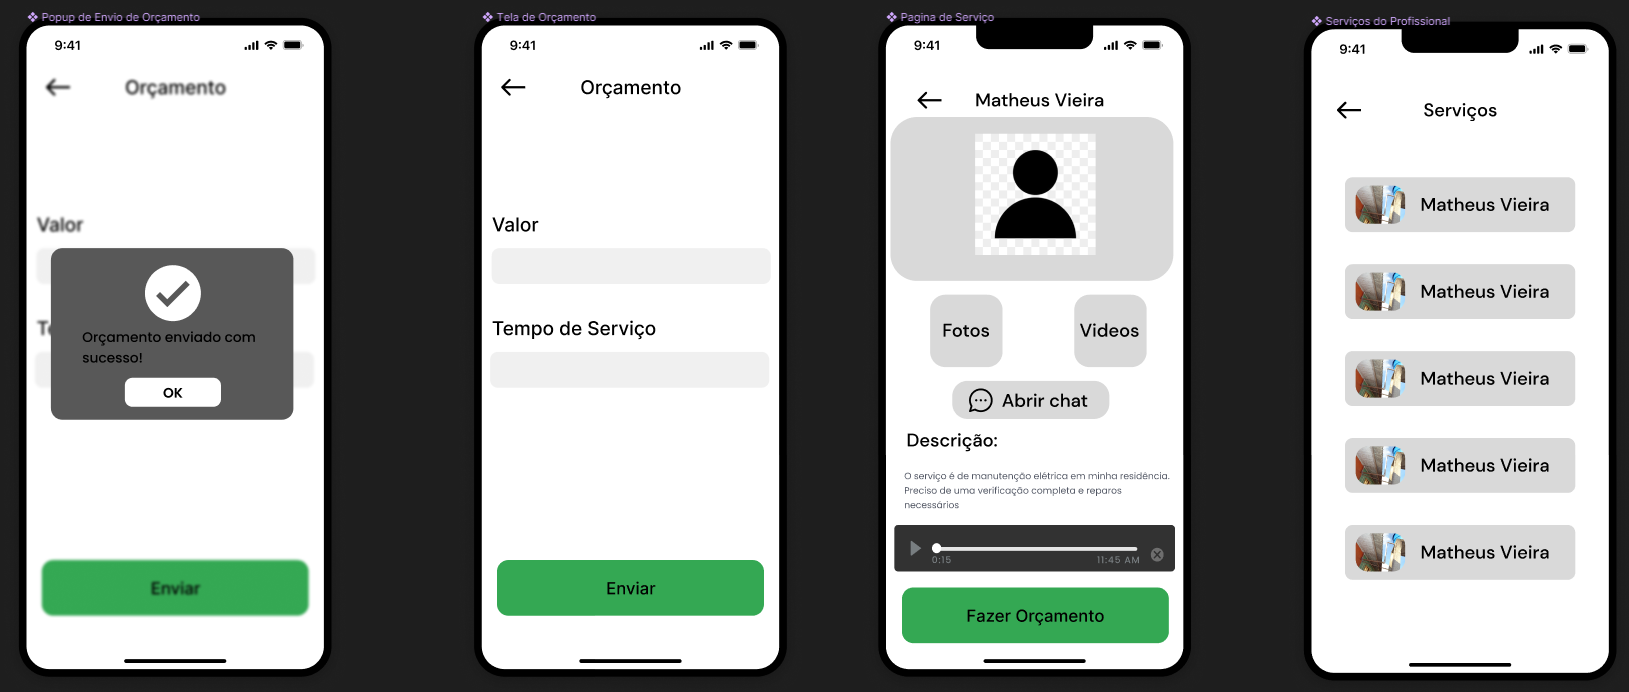 Popup de Envio de Orçamento
9:41
Orçamento
Valor
Te
Orçamento enviado com
sucesso!
OK
Enviar
Tela de Orçamento
9:41
Orçamento
Valor
Tempo de Serviço
Enviar
Pagina de Serviço
9:41
Matheus Vieira
Fotos
Videos
Abrir chat
Descrição:
O serviço é de manutenção elétrica em minha residência.
Preciso de uma verificação completa e reparos
necessários
0:15
11:45 AM
Fazer Orçamento
Serviços do Profissional
9:41
Serviços
Matheus Vieira
Matheus Vieira
Matheus Vieira
Matheus Vieira
Matheus Vieira